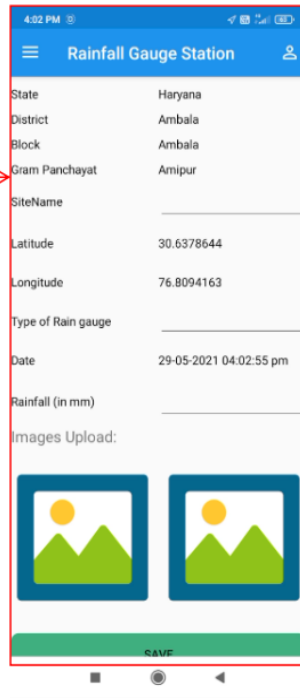 4:02 PM
Rainfall Gauge Station
State Haryana
District Ambala
Block Ambala
Gram Panchayat Amipur
SiteName
Latitude 30.6378644
Longitude 76.8094163
Type of Rain gauge
Date 29-05-2021 04:02:55 pm
Rainfall (in mm)
Images Upload:
SAVE